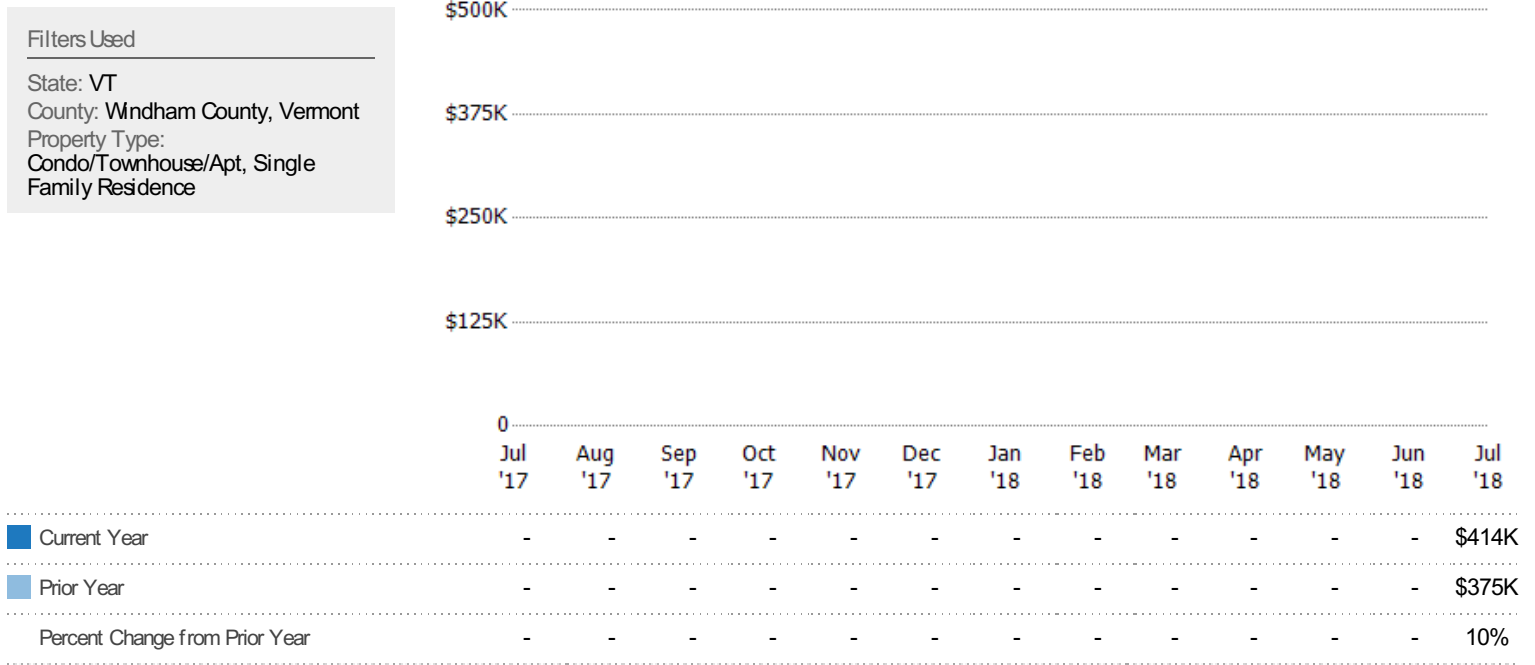 Filters Used
State: VT
County: Windham County, Vermont
Property Type:
Condo/Townhouse/Apt, Single
Family Residence
$500K
$375K
$250K
$125K
0
Jul Aug Sep Oct Nov Dec Jan Feb Mar Apr May Jun Jul
'17 '17 '17 '17 '17 '17 '18 '18 '18 '18 '18 '18 '18
Current Year - - - - - - - - - - - - $414K
Prior Year - - - - - - - - - - - - $375K
Percent Change from Prior Year - - - - - - - - - - - - 10%